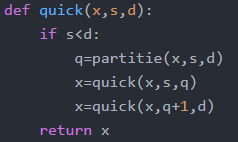 def quick(x,s,d):
    if s<d:
        q=partitie(x,s,d)
        x=quick(x,s,q)
        x=quick(x,q+1,d)
    return x